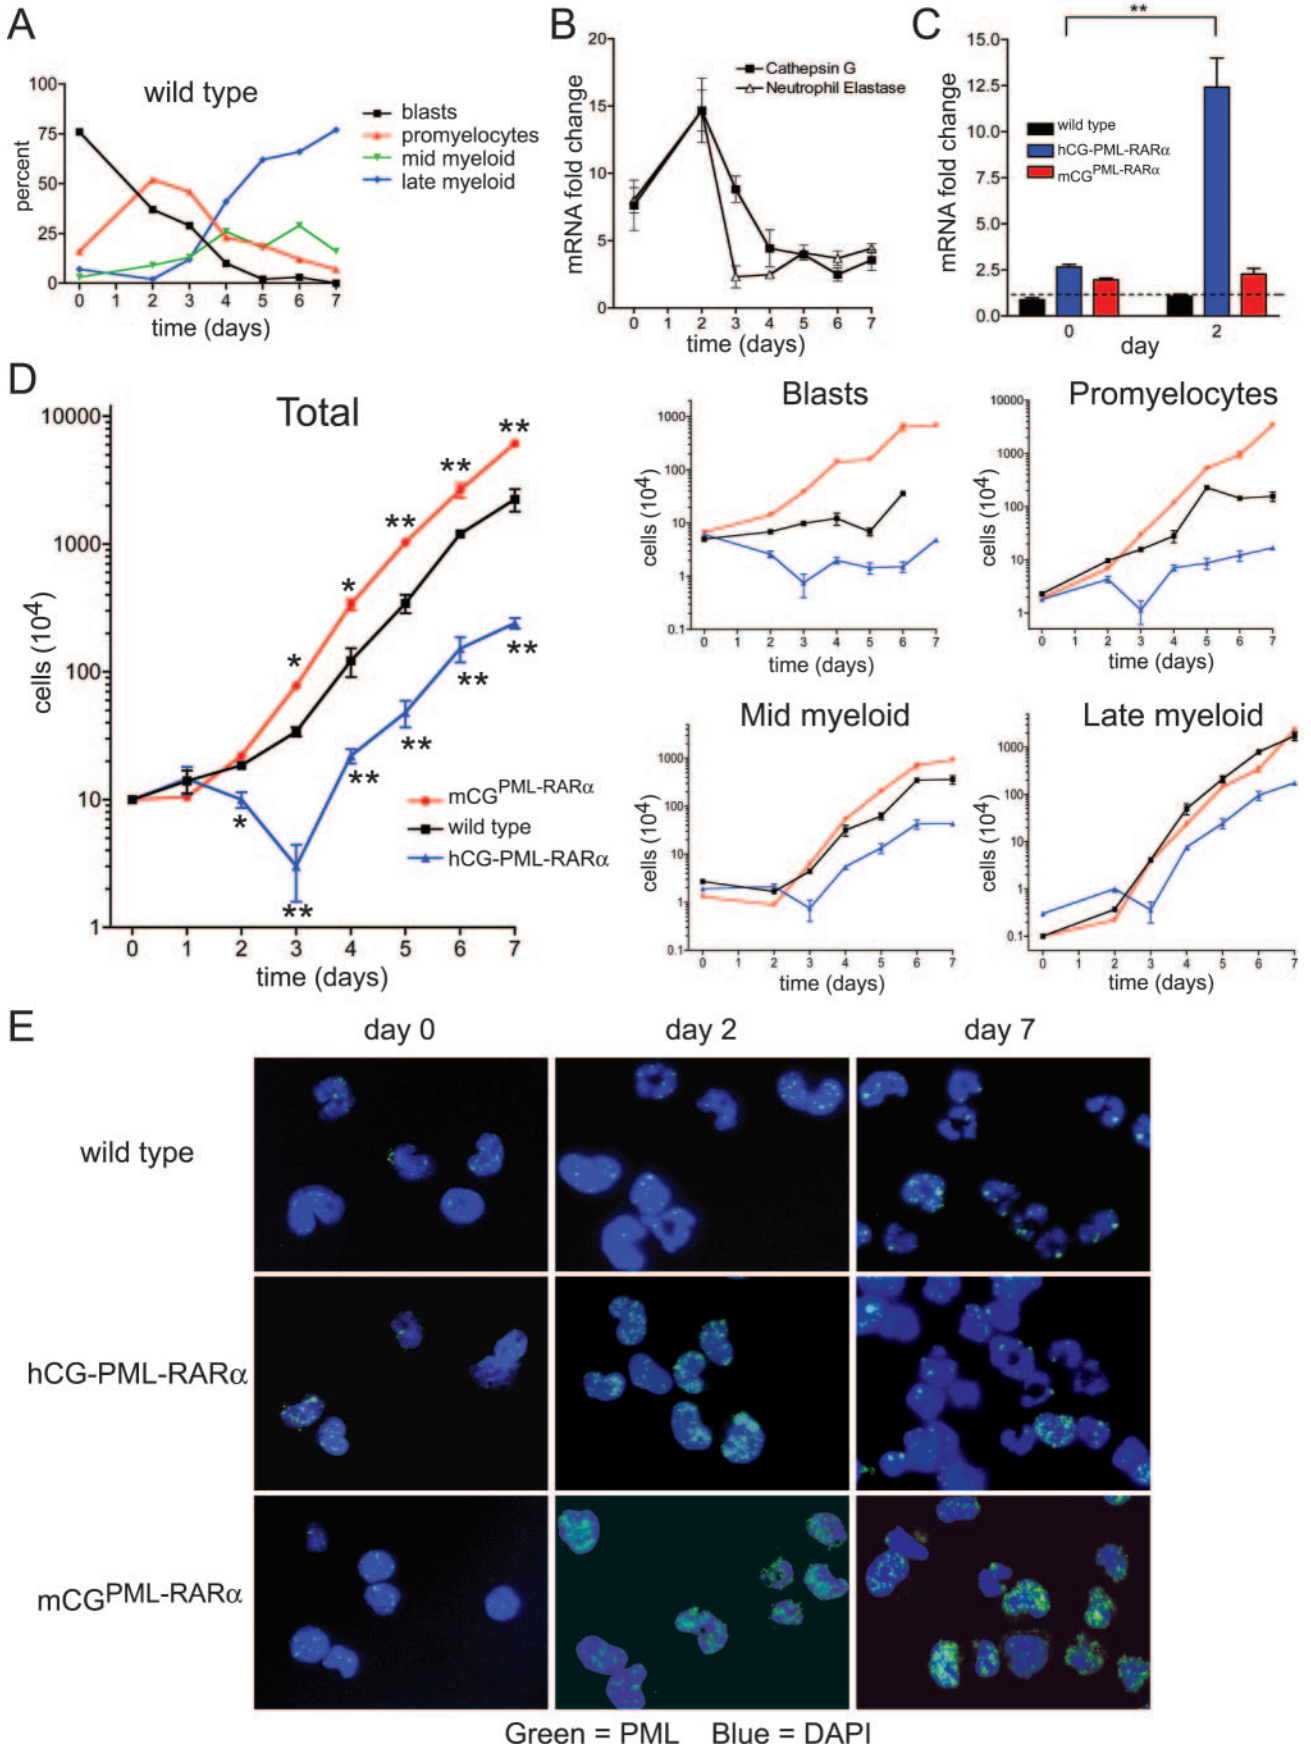 A
wild type
percent
100
75
50
25
0
0 1 2 3 4 5 6 7
time (days)
blasts
promyelocytes
mid myeloid
late myeloid
B
mRNA fold change
20
15
10
5
0
0 1 2 3 4 5 6 7
time (days)
Cathepsin G
Neutrophil Elastase
C
**
mRNA fold change
15.0
12.5
10.0
7.5
5.0
2.5
0.0
wild type
hCG-PML-RARα
mCGPML-RARα
0 2
day
D
Total
cells (10⁴)
10000
1000
100
10
1
0 1 2 3 4 5 6 7
time (days)
**
**
**
*
*
*
**
**
**
**
**
mCGPML-RARα
wild type
hCG-PML-RARα
Blasts
cells (10⁴)
1000
100
10
1
0.1
0 1 2 3 4 5 6 7
time (days)
Promyelocytes
cells (10⁴)
10000
1000
100
10
1
0 1 2 3 4 5 6 7
time (days)
Mid myeloid
cells (10⁴)
1000
100
10
1
0.1
0 1 2 3 4 5 6 7
time (days)
Late myeloid
cells (10⁴)
1000
100
10
1
0.1
0 1 2 3 4 5 6 7
time (days)
E
day 0 day 2 day 7
wild type
hCG-PML-RARα
mCGPML-RARα
Green = PML Blue = DAPI